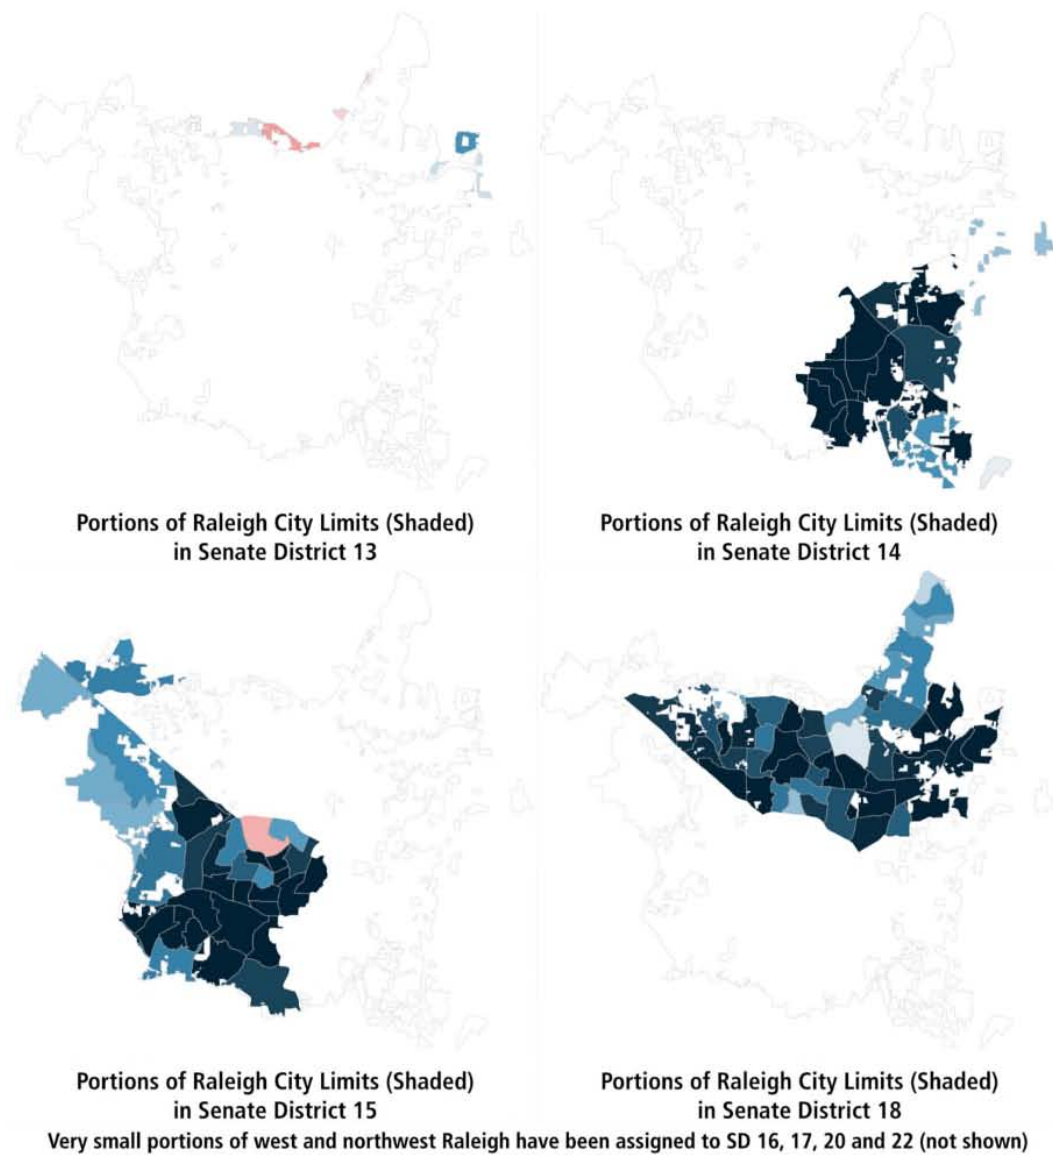 Portions of Raleigh City Limits (Shaded)
in Senate District 13
Portions of Raleigh City Limits (Shaded)
in Senate District 14
Portions of Raleigh City Limits (Shaded)
in Senate District 15
Portions of Raleigh City Limits (Shaded)
in Senate District 18
Very small portions of west and northwest Raleigh have been assigned to SD 16, 17, 20 and 22 (not shown)